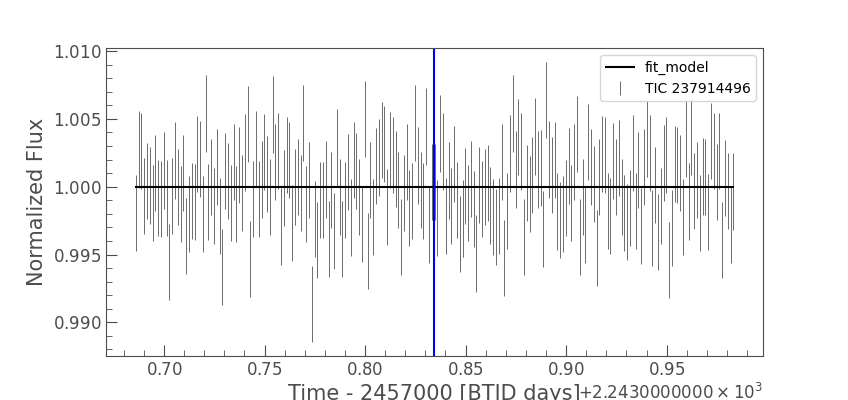 1.010
1.005
1.000
0.995
0.990
Normalized Flux
fit_model
TIC 237914496
0.70
0.75
0.80
0.85
0.90
0.95
Time - 2457000 [BTJD days]
+2.2430000000 × 10³